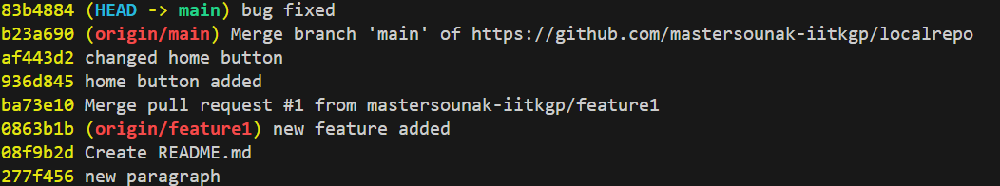 83b4884 (HEAD -> main) bug fixed
b23a690 (origin/main) Merge branch 'main' of https://github.com/mastersounak-iitkgp/localrepo
af443d2 changed home button
936d845 home button added
ba73e10 Merge pull request #1 from mastersounak-iitkgp/feature1
0863b1b (origin/feature1) new feature added
08f9b2d Create README.md
277f456 new paragraph